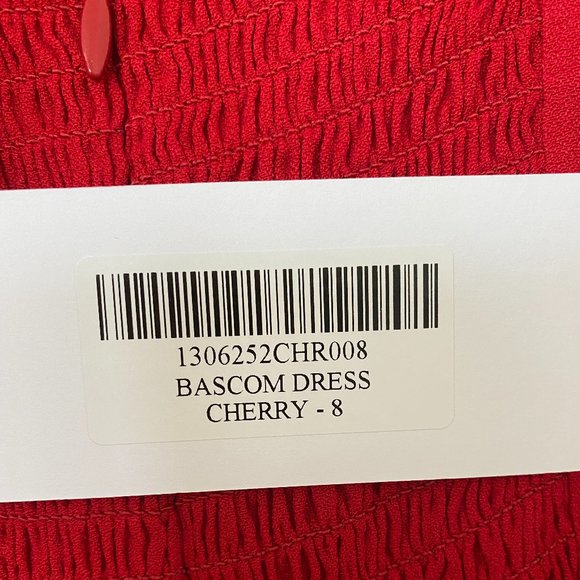 1306252CHR008
BASCOM DRESS
CHERRY - 8